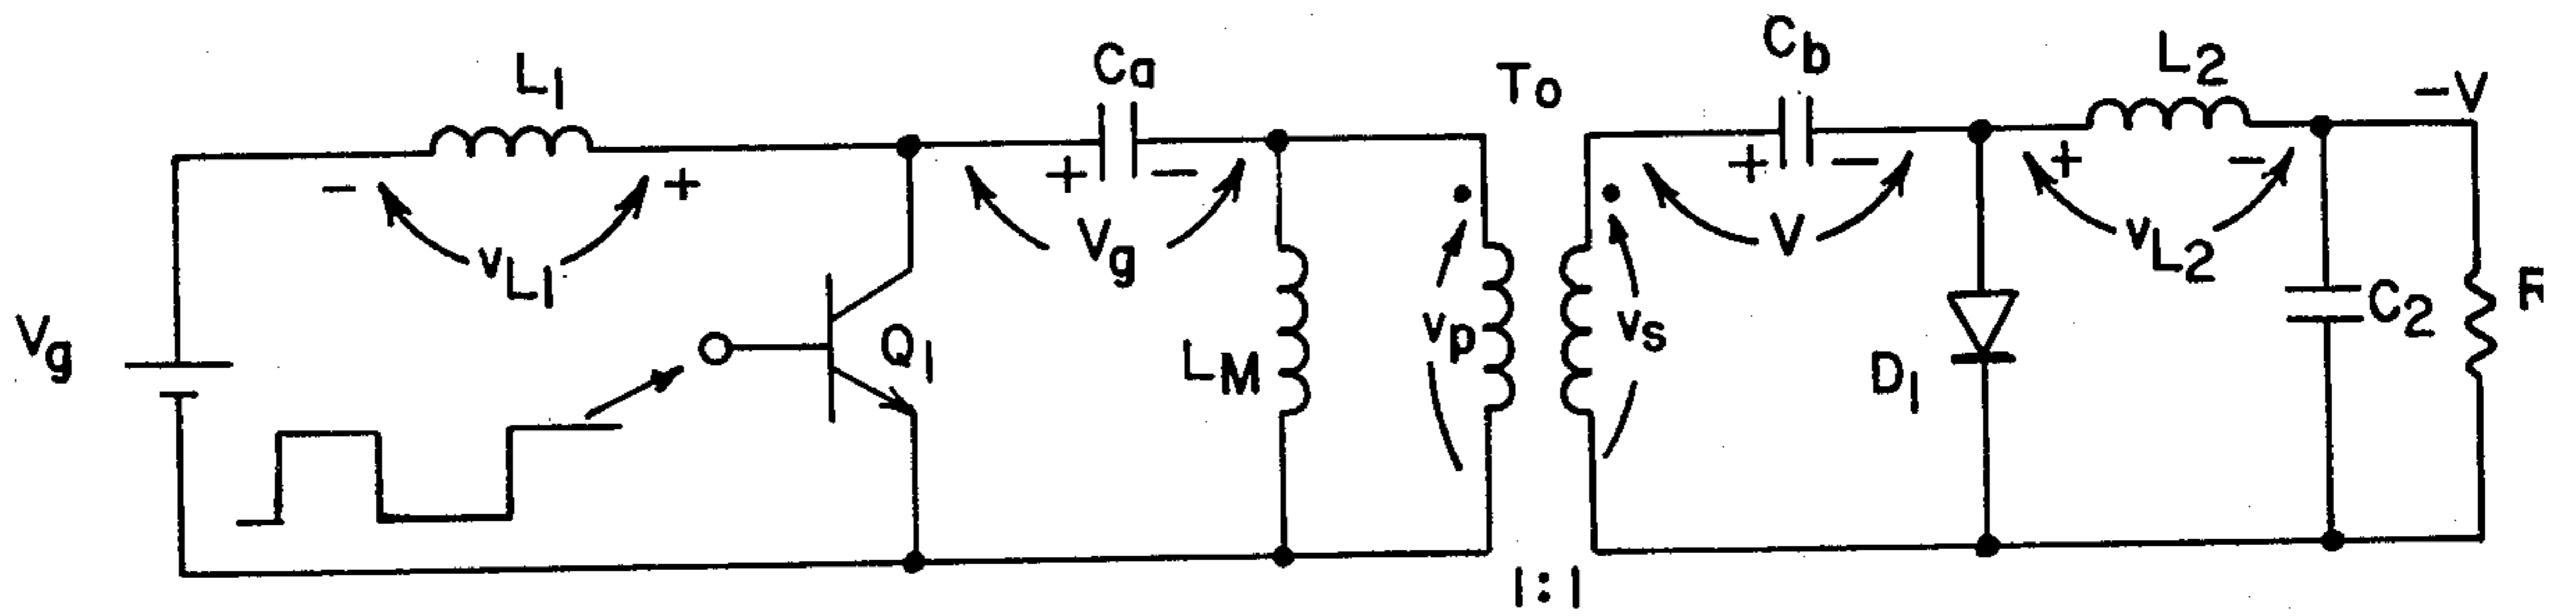 L1
Ca
To
Cb
L2
-V
- vL1 +
+ Vg -
+ V -
+ vL2 -
Vg
Q1
LM
vp
vs
D1
C2
R
1:1